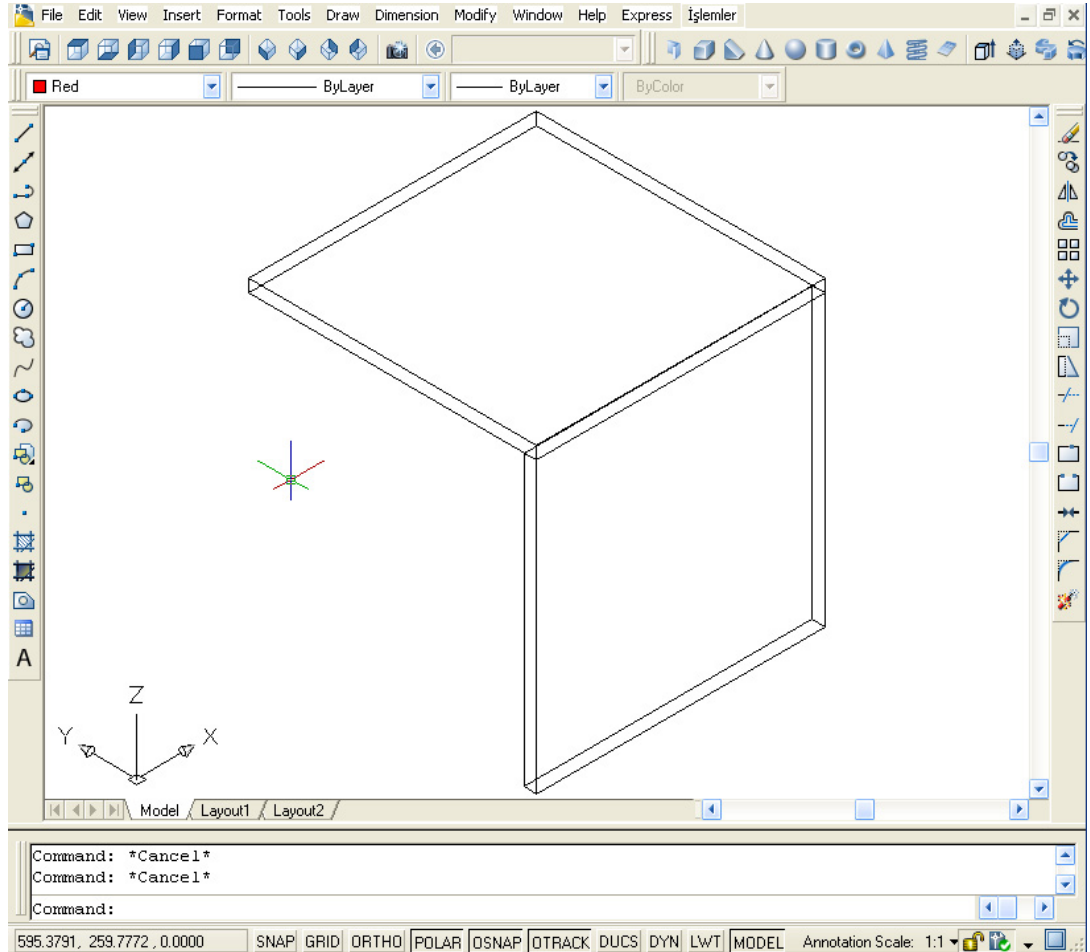 File Edit View Insert Format Tools Draw Dimension Modify Window Help Express İşlemler
Red ByLayer ByLayer ByColor
A
Z
Y X
Model Layout1 Layout2
Command: *Cancel*
Command: *Cancel*
Command:
595.3791, 259.7772 , 0.0000 SNAP GRID ORTHO POLAR OSNAP OTRACK DUCS DYN LWT MODEL Annotation Scale: 1:1